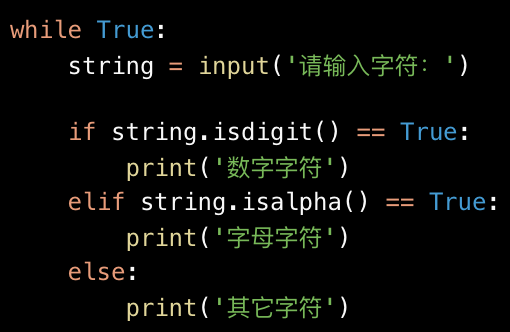 while True:
    string = input('请输入字符：')
    if string.isdigit() == True:
        print('数字字符')
    elif string.isalpha() == True:
        print('字母字符')
    else:
        print('其它字符')